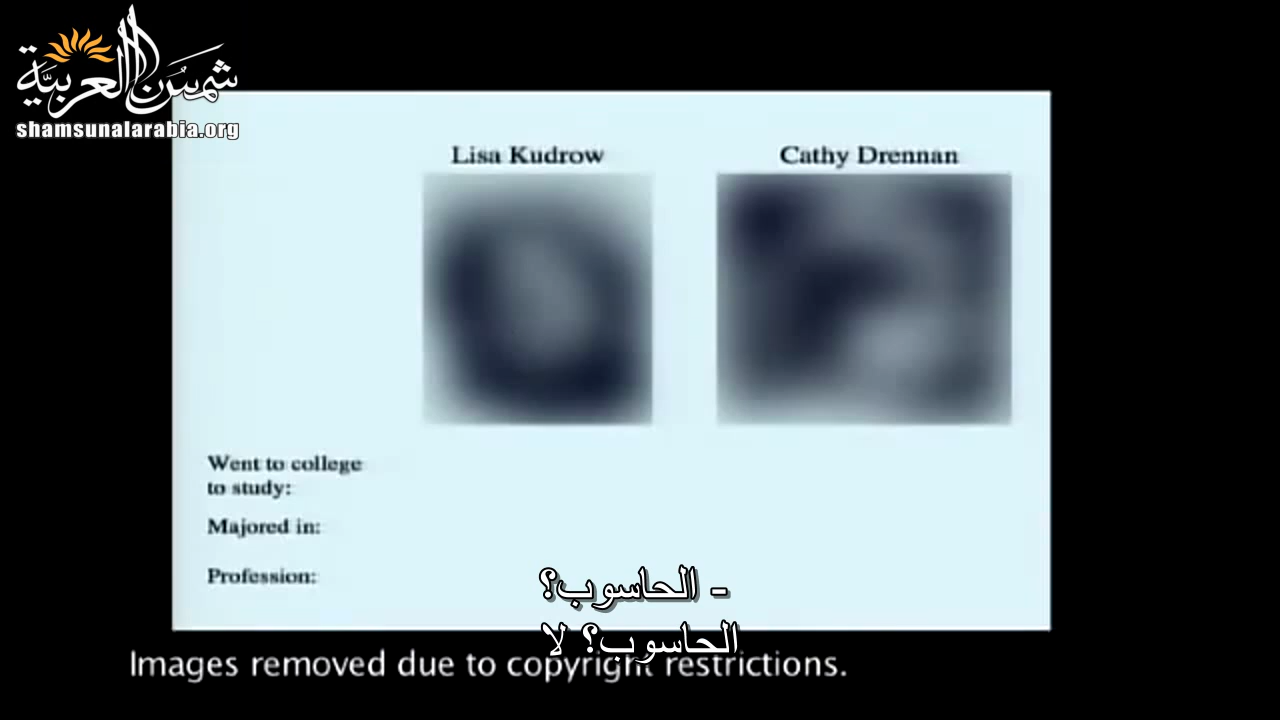 شمس العربية
shamsunalarabia.org
Lisa Kudrow
Cathy Drennan
Went to college
to study:
Majored in:
Profession:
- الحاسوب؟
الحاسوب؟ لا
Images removed due to copyright restrictions.